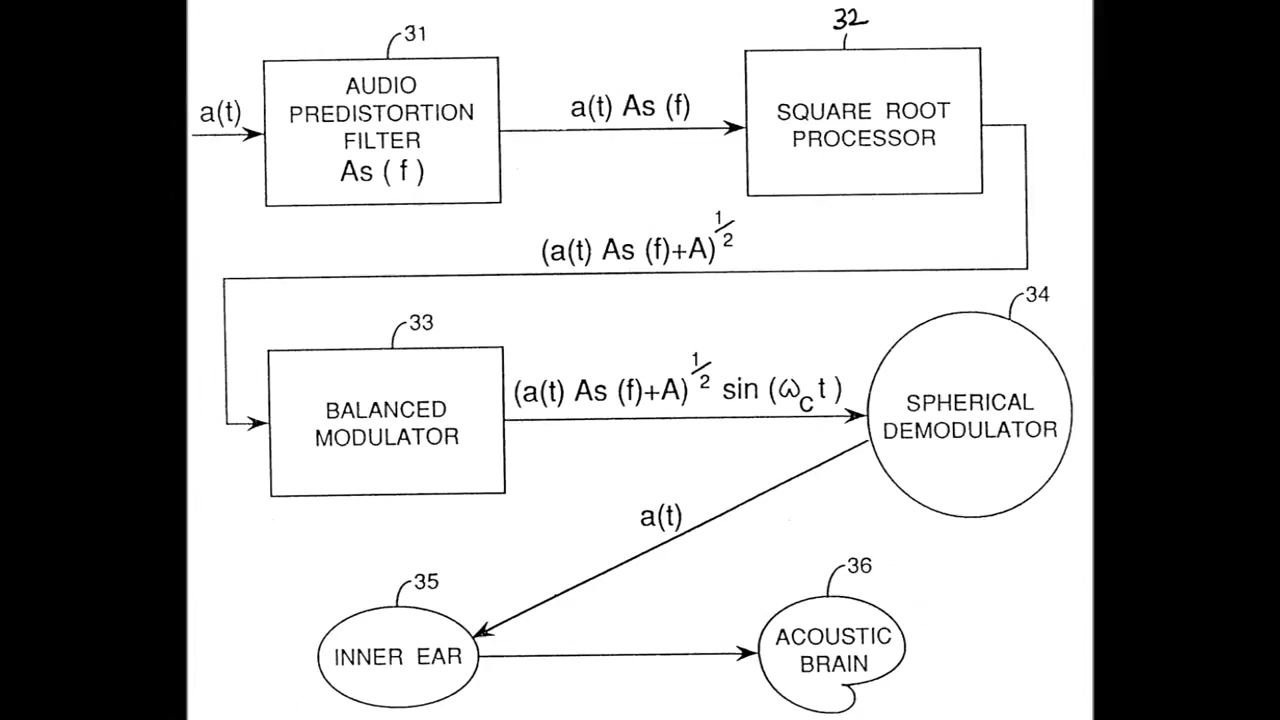 31
a(t)
AUDIO
PREDISTORTION
FILTER
As ( f )
a(t) As (f)
32
SQUARE ROOT
PROCESSOR
(a(t) As (f)+A)^1/2
33
BALANCED
MODULATOR
(a(t) As (f)+A)^1/2 sin (ω_c t )
34
SPHERICAL
DEMODULATOR
a(t)
35
INNER EAR
36
ACOUSTIC
BRAIN